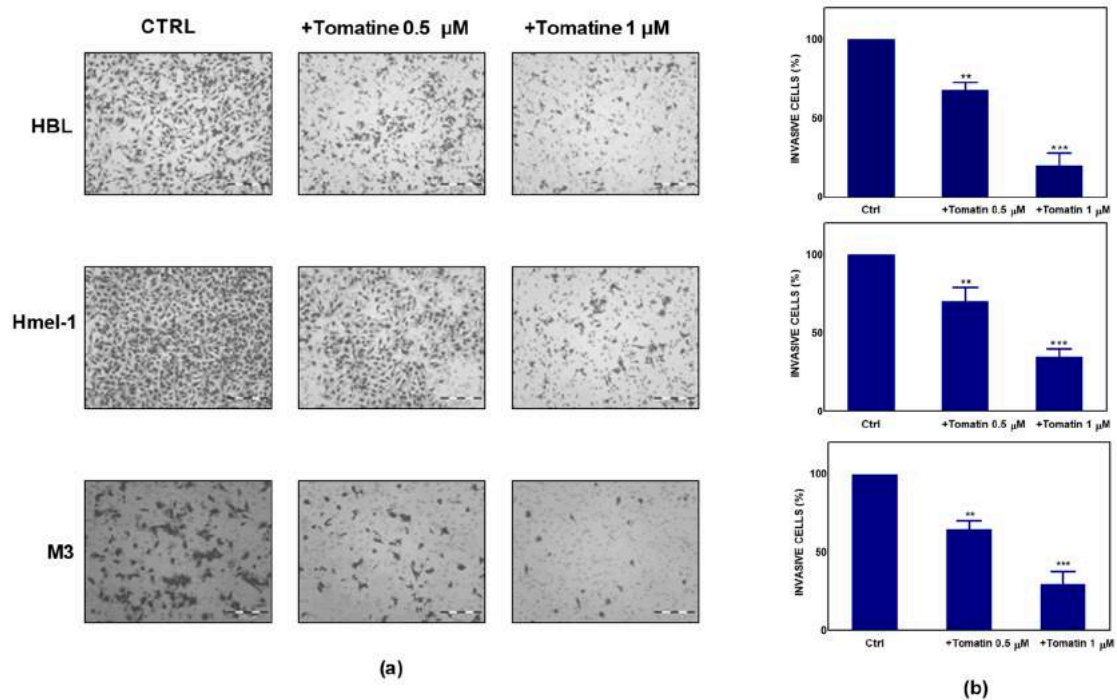 CTRL
+Tomatine 0.5 μM
+Tomatine 1 μM
HBL
Hmel-1
M3
(a)
INVASIVE CELLS (%)
100
50
0
**
***
Ctrl
+Tomatin 0.5 μM
+Tomatin 1 μM
INVASIVE CELLS (%)
100
50
0
**
***
Ctrl
+Tomatin 0.5 μM
+Tomatin 1 μM
INVASIVE CELLS (%)
100
50
0
**
***
Ctrl
+Tomatin 0.5 μM
+Tomatin 1 μM
(b)